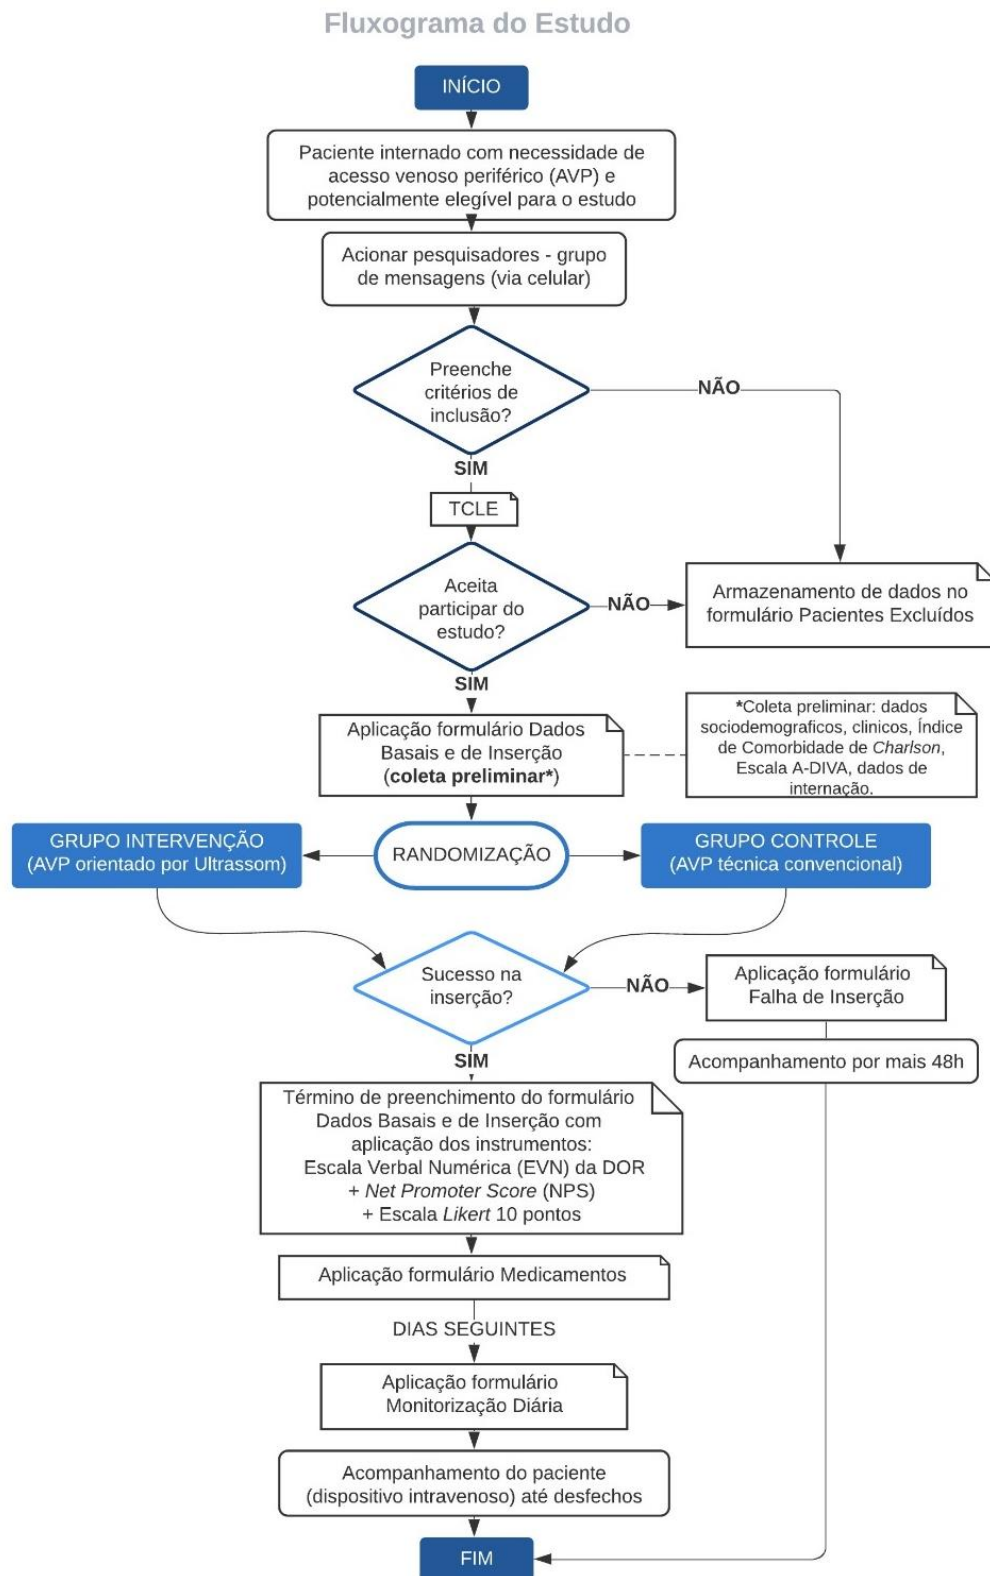 Fluxograma do Estudo
INÍCIO
Paciente internado com necessidade de
acesso venoso periférico (AVP) e
potencialmente elegível para o estudo
Acionar pesquisadores - grupo
de mensagens (via celular)
Preenche
critérios de
inclusão?
NÃO
SIM
TCLE
Aceita
participar do
estudo?
NÃO
Armazenamento de dados no
formulário Pacientes Excluídos
SIM
Aplicação formulário Dados
Basais e de Inserção
(coleta preliminar*)
*Coleta preliminar: dados
sociodemograficos, clinicos, Índice
de Comorbidade de Charlson,
Escala A-DIVA, dados de
internação.
GRUPO INTERVENÇÃO
(AVP orientado por Ultrassom)
RANDOMIZAÇÃO
GRUPO CONTROLE
(AVP técnica convencional)
Sucesso na
inserção?
NÃO
Aplicação formulário
Falha de Inserção
Acompanhamento por mais 48h
SIM
Término de preenchimento do formulário
Dados Basais e de Inserção com
aplicação dos instrumentos:
Escala Verbal Numérica (EVN) da DOR
+ Net Promoter Score (NPS)
+ Escala Likert 10 pontos
Aplicação formulário Medicamentos
DIAS SEGUINTES
Aplicação formulário
Monitorização Diária
Acompanhamento do paciente
(dispositivo intravenoso) até desfechos
FIM